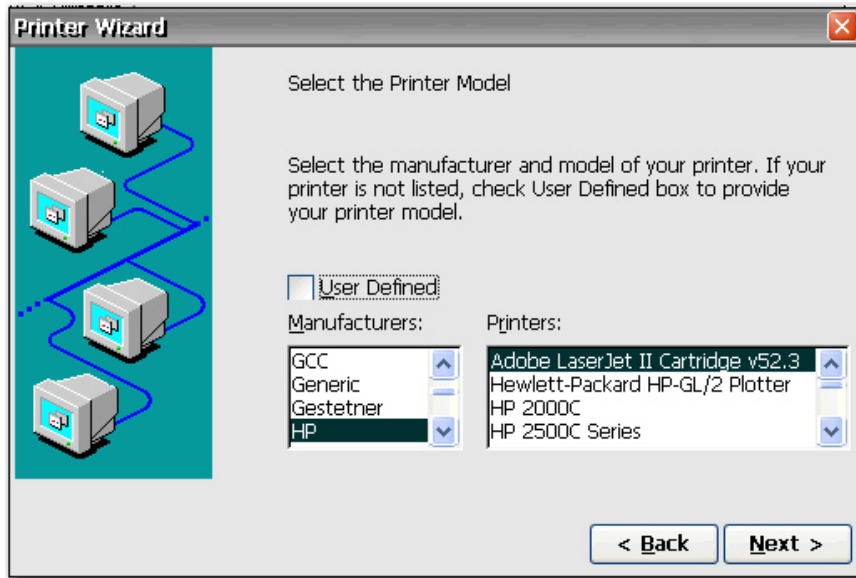 Printer Wizard
Select the Printer Model
Select the manufacturer and model of your printer. If your
printer is not listed, check User Defined box to provide
your printer model.
User Defined
Manufacturers:
GCC
Generic
Gestetner
HP
Printers:
Adobe LaserJet II Cartridge v52.3
Hewlett-Packard HP-GL/2 Plotter
HP 2000C
HP 2500C Series
< Back
Next >